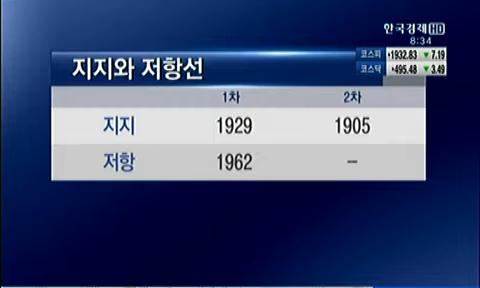 한국경제HD
8:34
코스피 1932.83 ▼7.19
코스닥 495.48 ▼3.49
지지와 저항선
1차 2차
지지 1929 1905
저항 1962 –